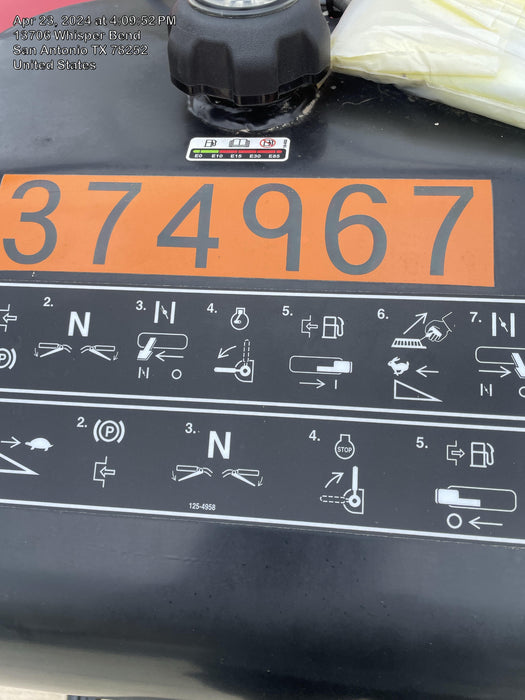 Apr 23, 2024 at 4:09:52 PM
13706 Whisper Bend
San Antonio TX 78252
United States
E0 E10 E15 E30 E85
374967
2. 3. 4. 5. 6. 7.
N
P
I
2. 3. 4. 5.
P N STOP
125-4958